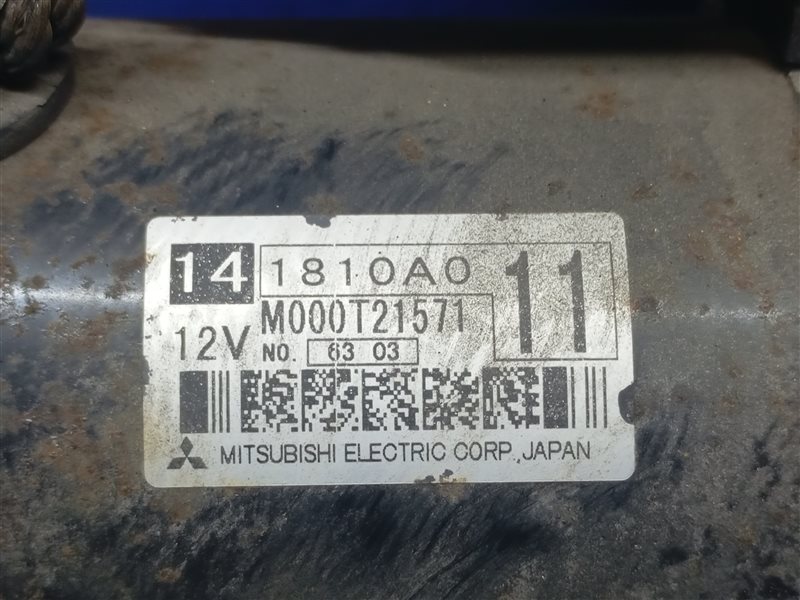 14 1810A0 11
M000T21571
12V NO. 63 03
MITSUBISHI ELECTRIC CORP., JAPAN